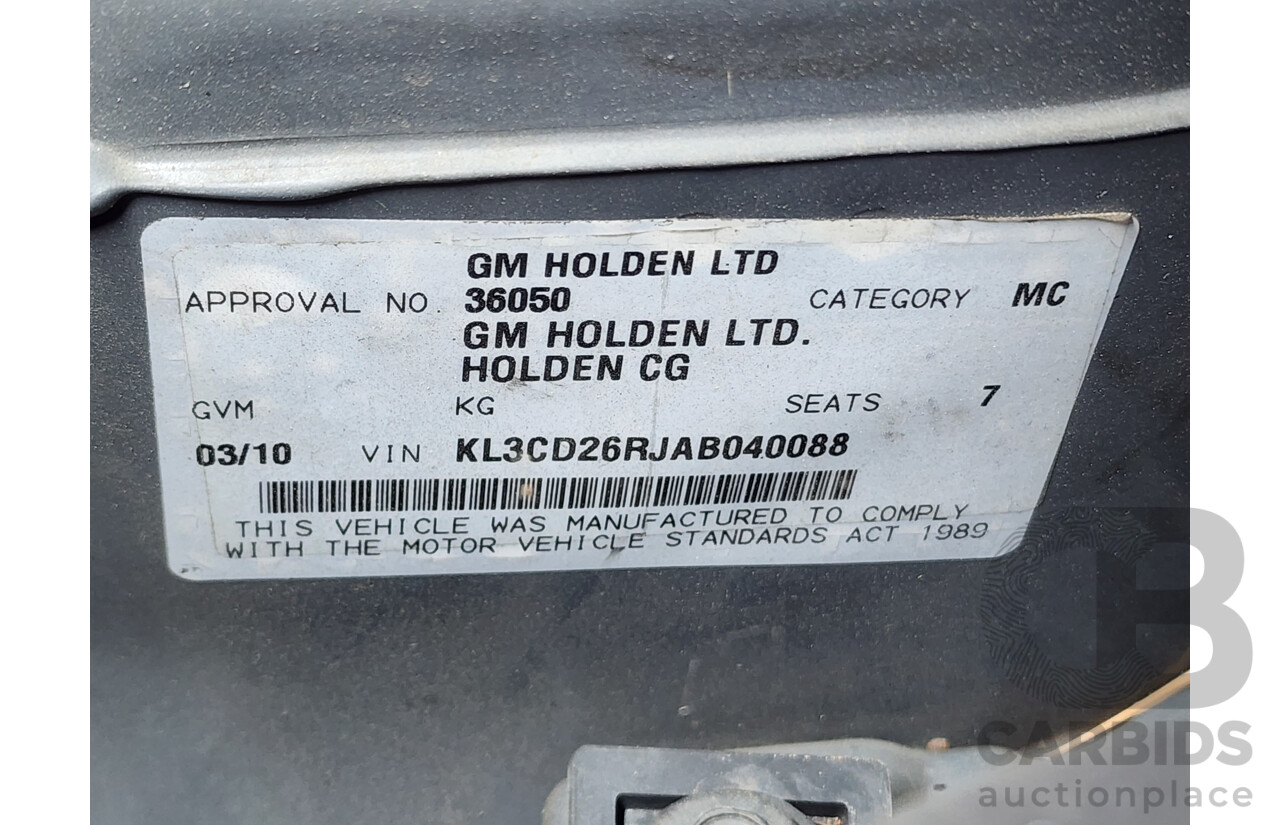 GM HOLDEN LTD
APPROVAL NO. 36050 CATEGORY MC
GM HOLDEN LTD.
HOLDEN CG
GVM KG SEATS 7
03/10 VIN KL3CD26RJAB040088
THIS VEHICLE WAS MANUFACTURED TO COMPLY
WITH THE MOTOR VEHICLE STANDARDS ACT 1989
CB
CARBIDS
auctionplace